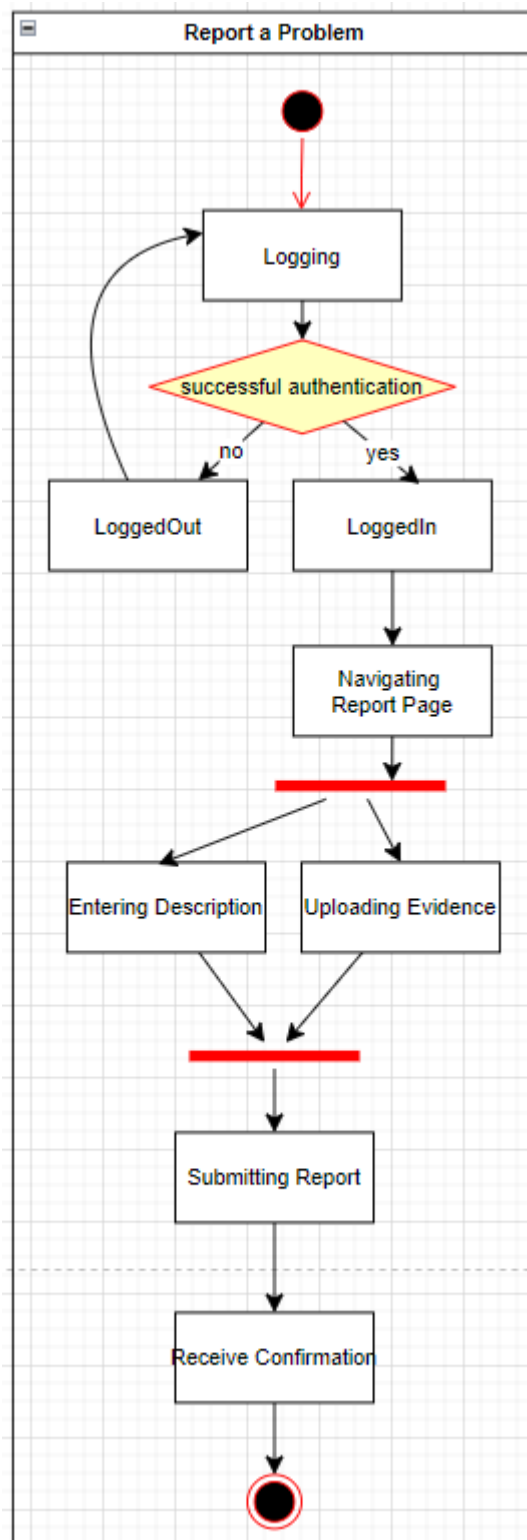 Report a Problem
Logging
successful authentication
no
yes
LoggedOut
LoggedIn
Navigating
Report Page
Entering Description
Uploading Evidence
Submitting Report
Receive Confirmation